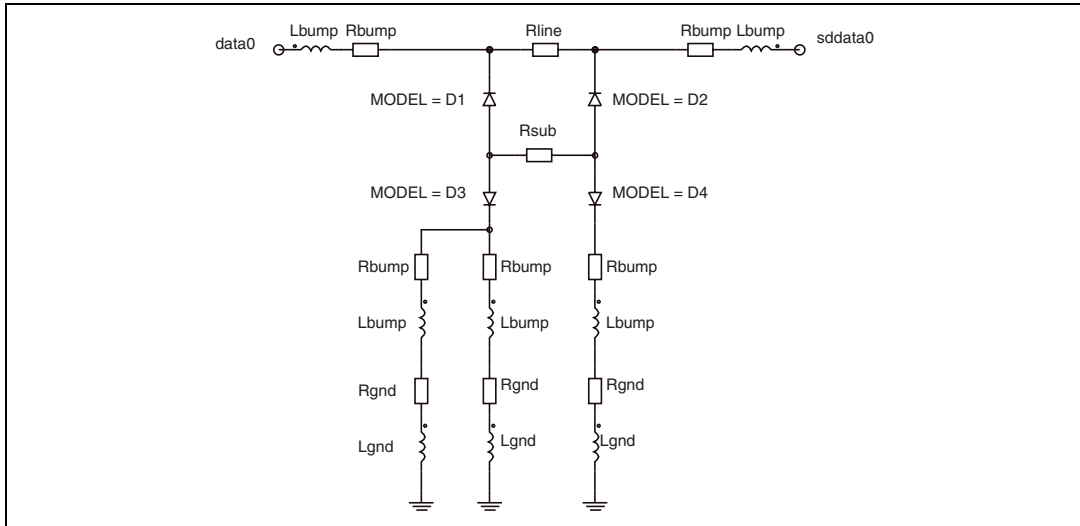 Lbump Rbump Rline Rbump Lbump
data0 sddata0
MODEL = D1 MODEL = D2
Rsub
MODEL = D3 MODEL = D4
Rbump Rbump Rbump
Lbump Lbump Lbump
Rgnd Rgnd Rgnd
Lgnd Lgnd Lgnd